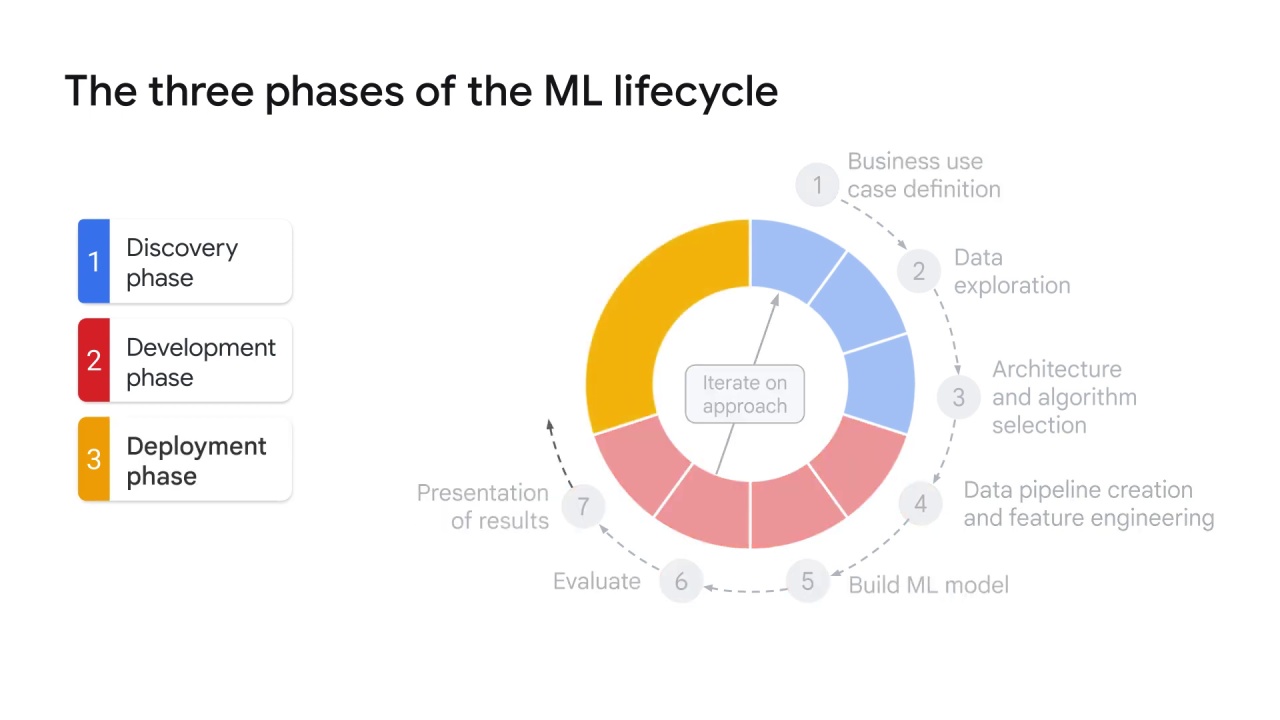 The three phases of the ML lifecycle
1
Discovery
phase
2
Development
phase
3
Deployment
phase
1
Business use
case definition
2
Data
exploration
3
Architecture
and algorithm
selection
4
Data pipeline creation
and feature engineering
5
Build ML model
6
Evaluate
7
Presentation
of results
Iterate on
approach